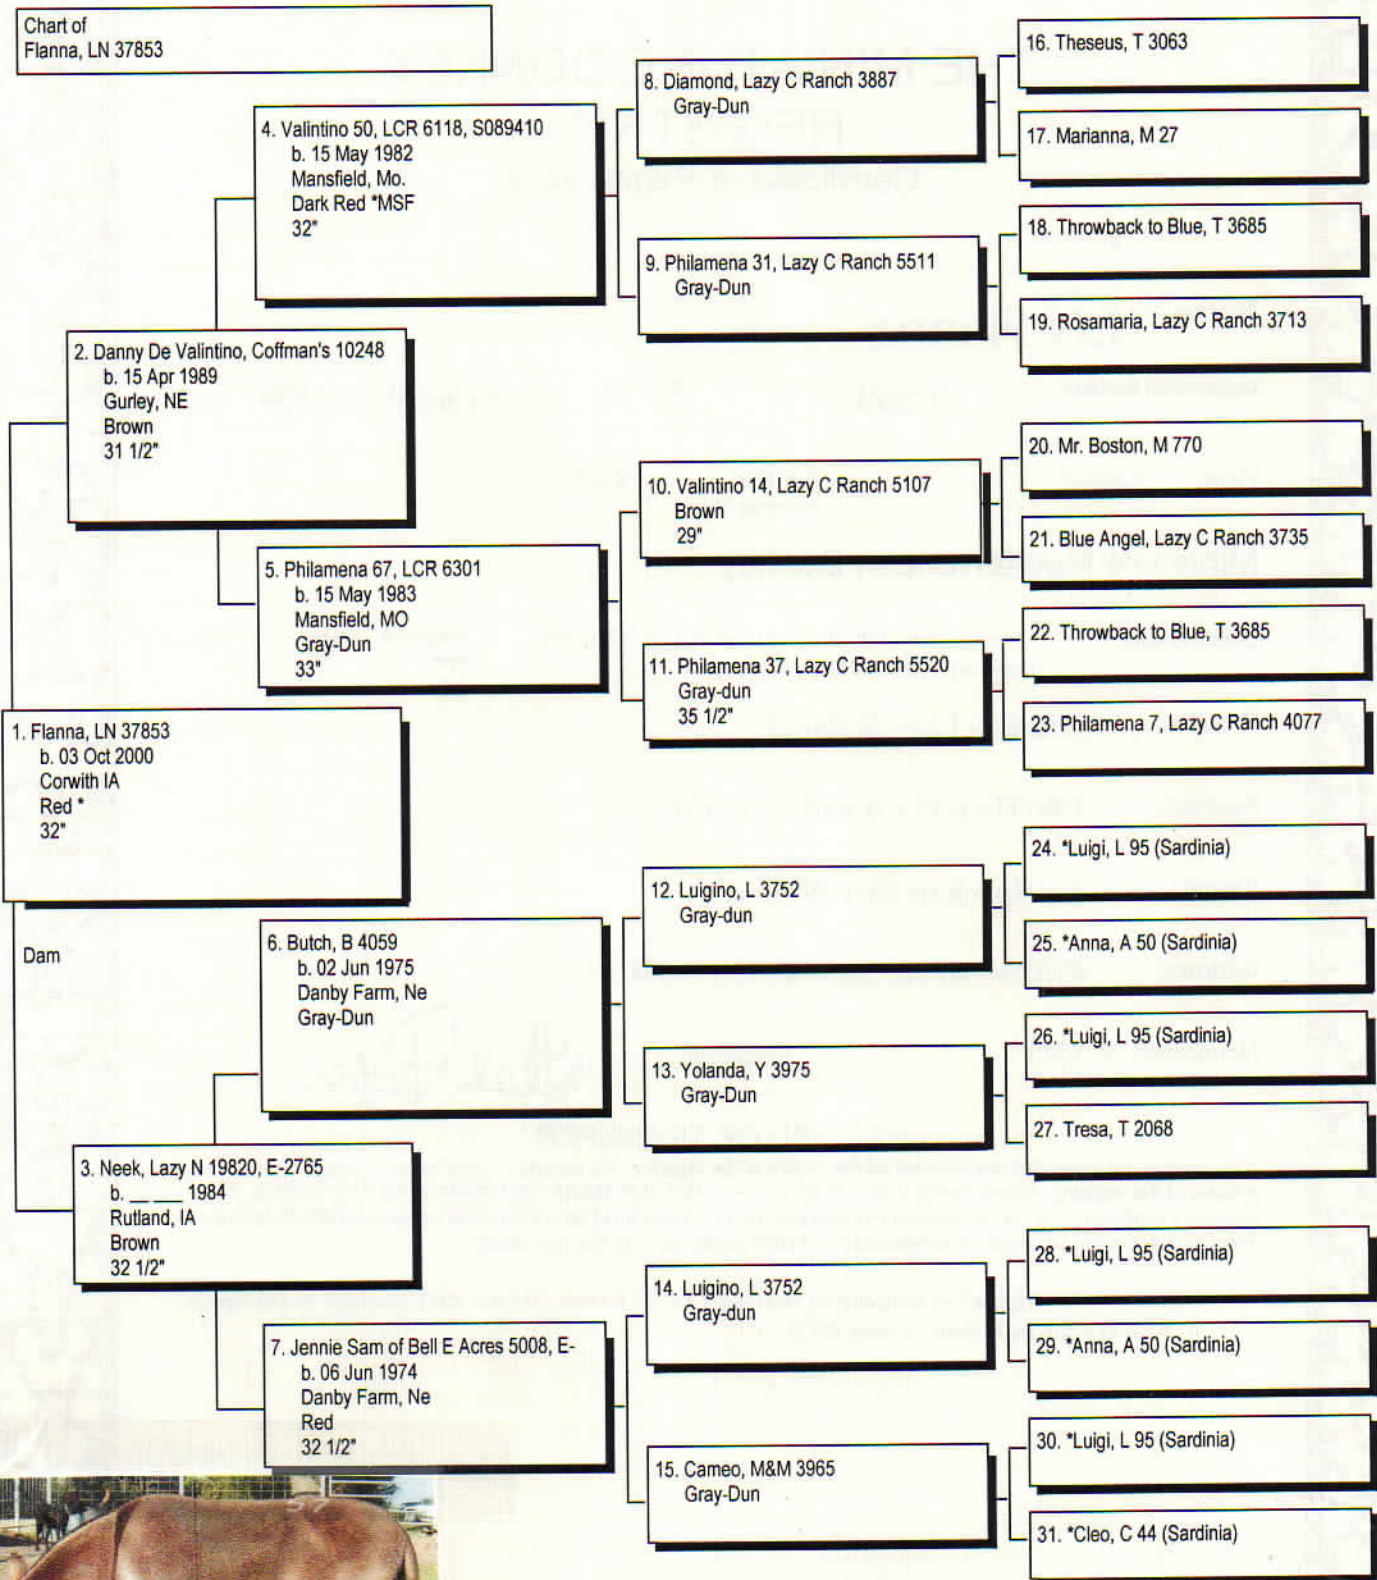 Chart of
Flanna, LN 37853
1. Flanna, LN 37853
b. 03 Oct 2000
Corwith IA
Red *
32"
Dam
2. Danny De Valintino, Coffman's 10248
b. 15 Apr 1989
Gurley, NE
Brown
31 1/2"
3. Neek, Lazy N 19820, E-2765
b. ______ 1984
Rutland, IA
Brown
32 1/2"
4. Valintino 50, LCR 6118, S089410
b. 15 May 1982
Mansfield, Mo.
Dark Red *MSF
32"
5. Philamena 67, LCR 6301
b. 15 May 1983
Mansfield, MO
Gray-Dun
33"
6. Butch, B 4059
b. 02 Jun 1975
Danby Farm, Ne
Gray-Dun
7. Jennie Sam of Bell E Acres 5008, E-
b. 06 Jun 1974
Danby Farm, Ne
Red
32 1/2"
8. Diamond, Lazy C Ranch 3887
Gray-Dun
9. Philamena 31, Lazy C Ranch 5511
Gray-Dun
10. Valintino 14, Lazy C Ranch 5107
Brown
29"
11. Philamena 37, Lazy C Ranch 5520
Gray-dun
35 1/2"
12. Luigino, L 3752
Gray-dun
13. Yolanda, Y 3975
Gray-Dun
14. Luigino, L 3752
Gray-dun
15. Cameo, M&M 3965
Gray-Dun
16. Theseus, T 3063
17. Marianna, M 27
18. Throwback to Blue, T 3685
19. Rosamaria, Lazy C Ranch 3713
20. Mr. Boston, M 770
21. Blue Angel, Lazy C Ranch 3735
22. Throwback to Blue, T 3685
23. Philamena 7, Lazy C Ranch 4077
24. *Luigi, L 95 (Sardinia)
25. *Anna, A 50 (Sardinia)
26. *Luigi, L 95 (Sardinia)
27. Tresa, T 2068
28. *Luigi, L 95 (Sardinia)
29. *Anna, A 50 (Sardinia)
30. *Luigi, L 95 (Sardinia)
31. *Cleo, C 44 (Sardinia)
57